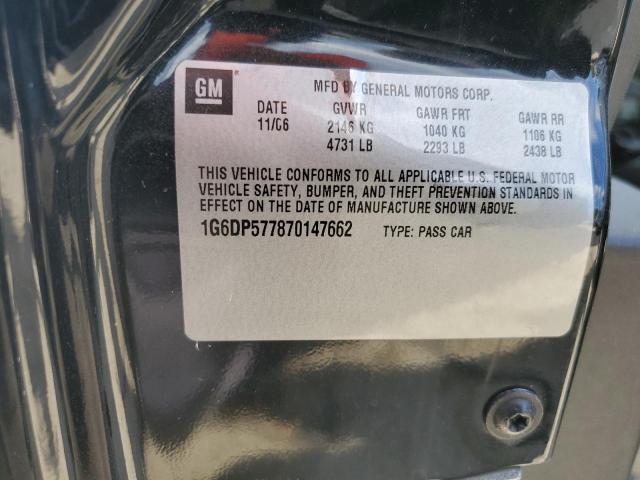 GM
MFD BY GENERAL MOTORS CORP.
DATE GVWR GAWR FRT GAWR RR
11/06 2146 KG 1040 KG 1106 KG
4731 LB 2293 LB 2438 LB
THIS VEHICLE CONFORMS TO ALL APPLICABLE U.S. FEDERAL MOTOR
VEHICLE SAFETY, BUMPER, AND THEFT PREVENTION STANDARDS IN
EFFECT ON THE DATE OF MANUFACTURE SHOWN ABOVE.
1G6DP577870147662 TYPE: PASS CAR